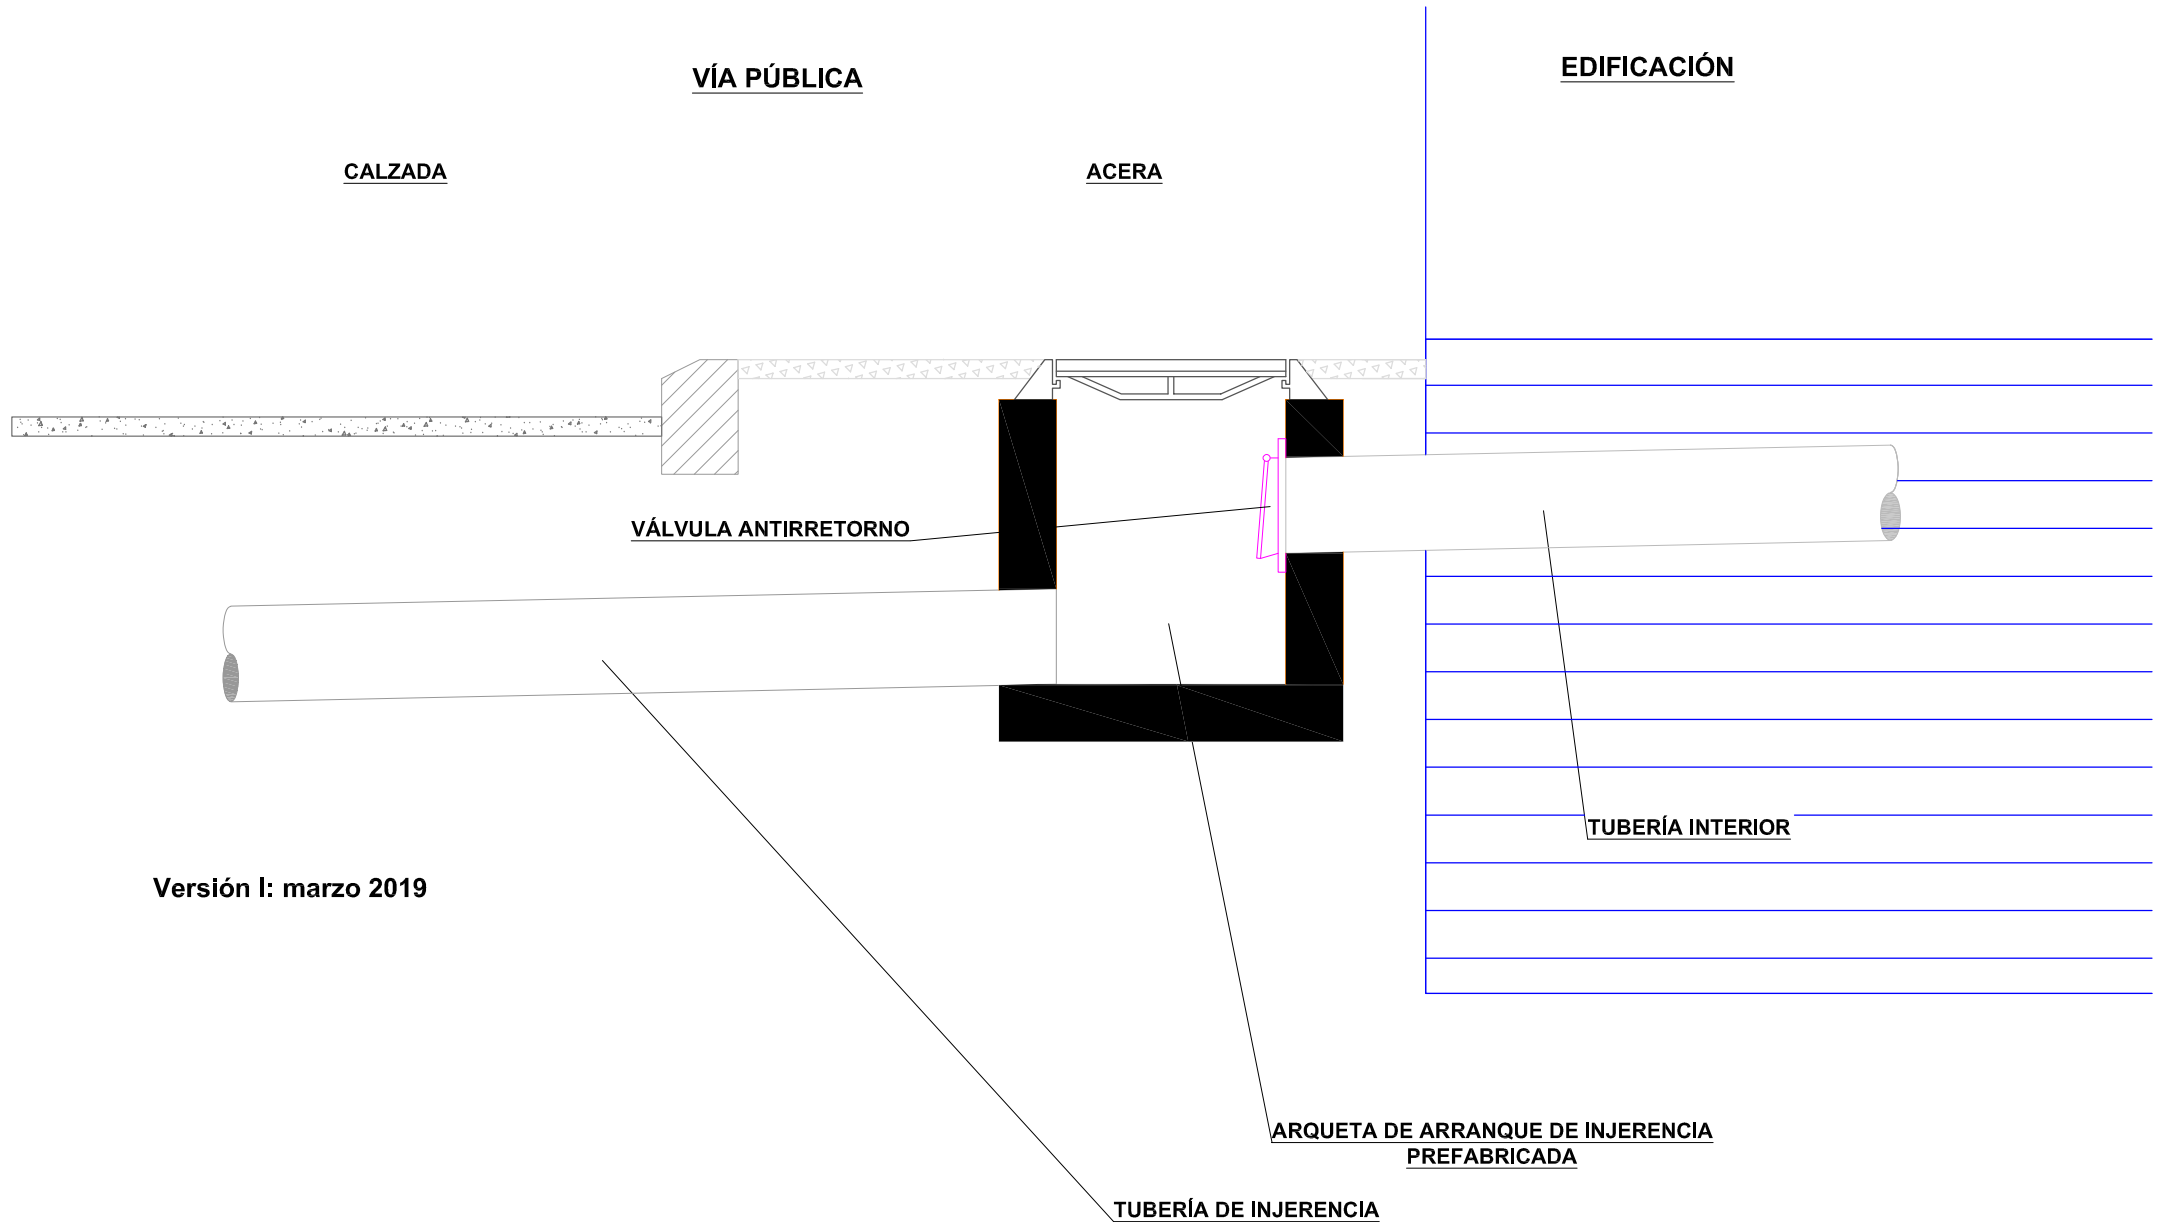 EDIFICACIÓN
VÍA PÚBLICA
CALZADA
ACERA
VÁLVULA ANTIRRETORNO
TUBERÍA INTERIOR
Versión I: marzo 2019
ARQUETA DE ARRANQUE DE INJERENCIA
PREFABRICADA
TUBERÍA DE INJERENCIA